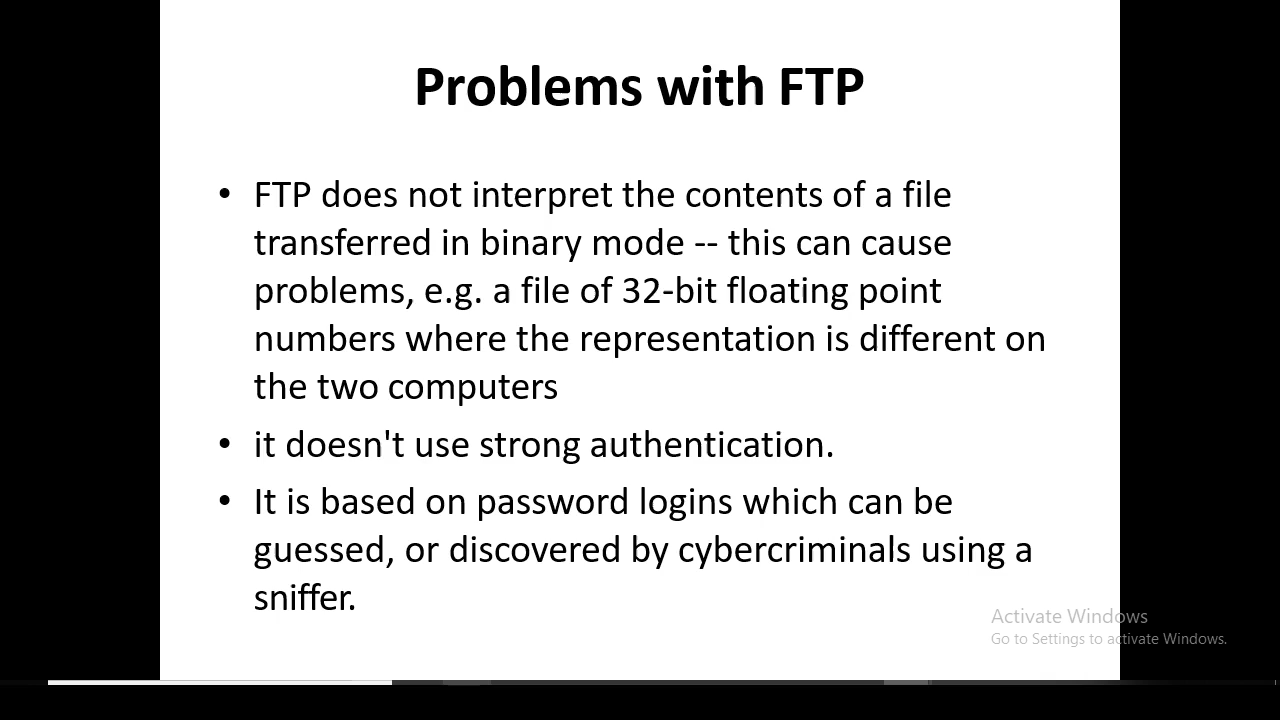 Problems with FTP
• FTP does not interpret the contents of a file
transferred in binary mode -- this can cause
problems, e.g. a file of 32-bit floating point
numbers where the representation is different on
the two computers
• it doesn't use strong authentication.
• It is based on password logins which can be
guessed, or discovered by cybercriminals using a
sniffer.
Activate Windows
Go to Settings to activate Windows.